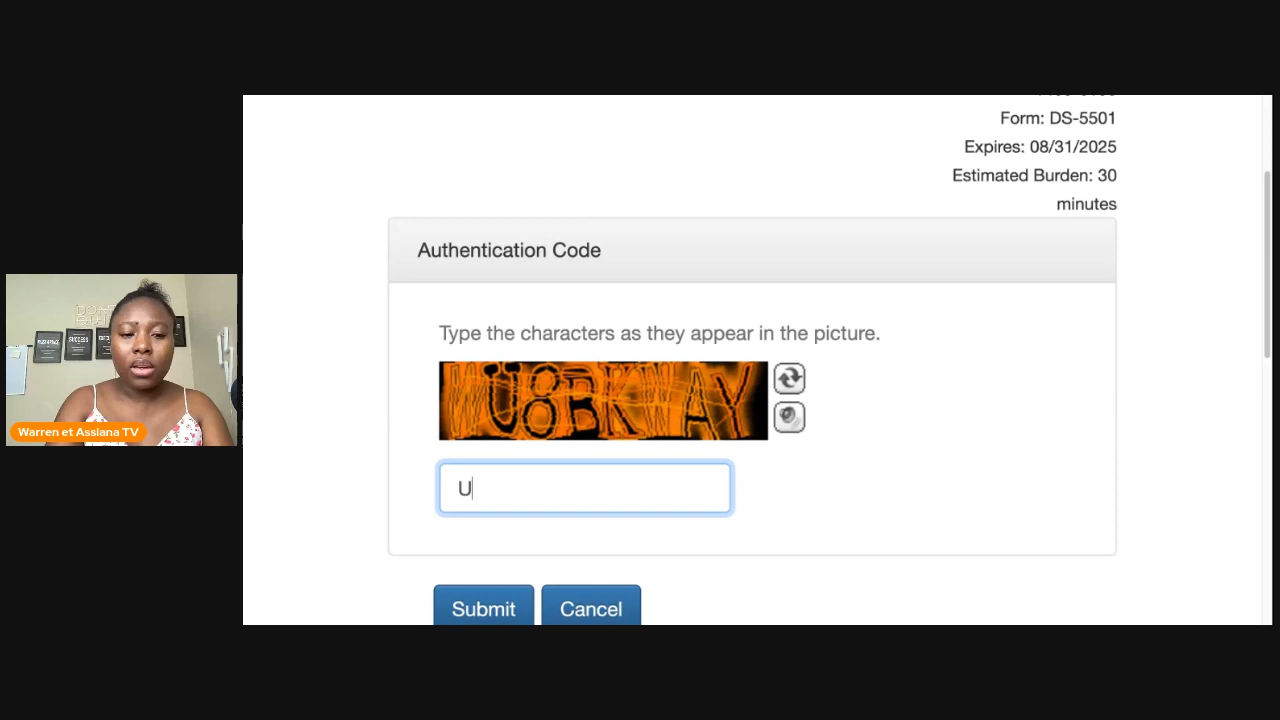 Form: DS-5501
Expires: 08/31/2025
Estimated Burden: 30
minutes
Authentication Code
Type the characters as they appear in the picture.
U
Submit Cancel
SUCCESS
Warren et Assiana TV